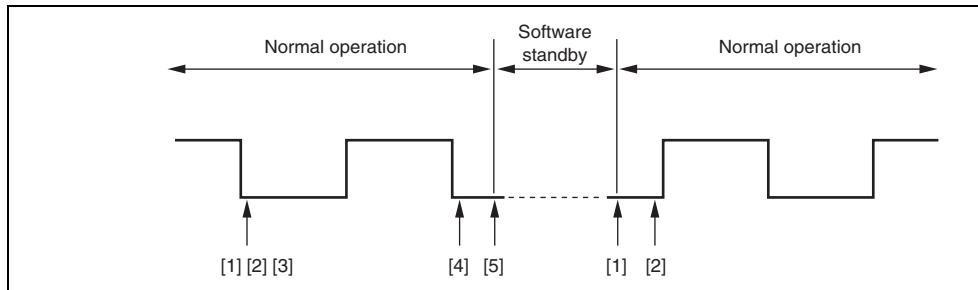 Normal operation
Software
standby
Normal operation
[1] [2] [3]
[4]
[5]
[1]
[2]